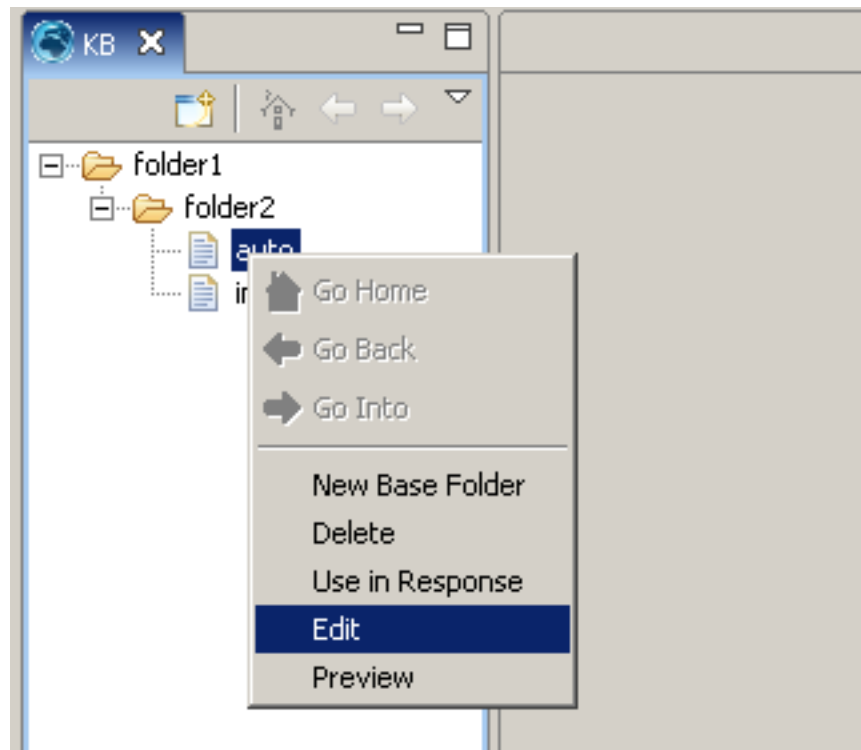 KB
folder1
folder2
auto
Go Home
Go Back
Go Into
New Base Folder
Delete
Use in Response
Edit
Preview